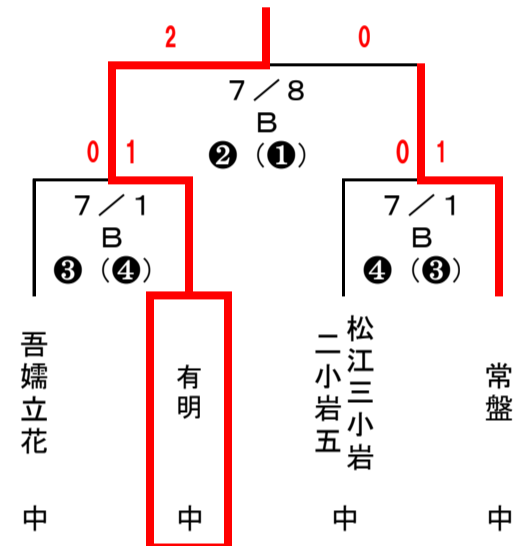 2 0
7／8
B
❷（❶）
0 1
0 1
7／1
B
❸（❹）
7／1
B
❹（❸）
吾嬬立花中
有明中
松江三小岩
二小岩五
中
常盤中